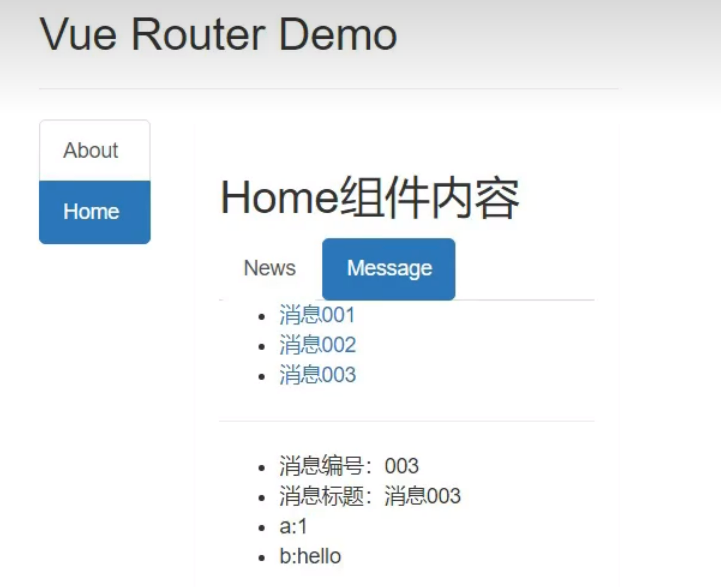 Vue Router Demo
About
Home
Home组件内容
News
Message
消息001
消息002
消息003
消息编号：003
消息标题：消息003
a:1
b:hello